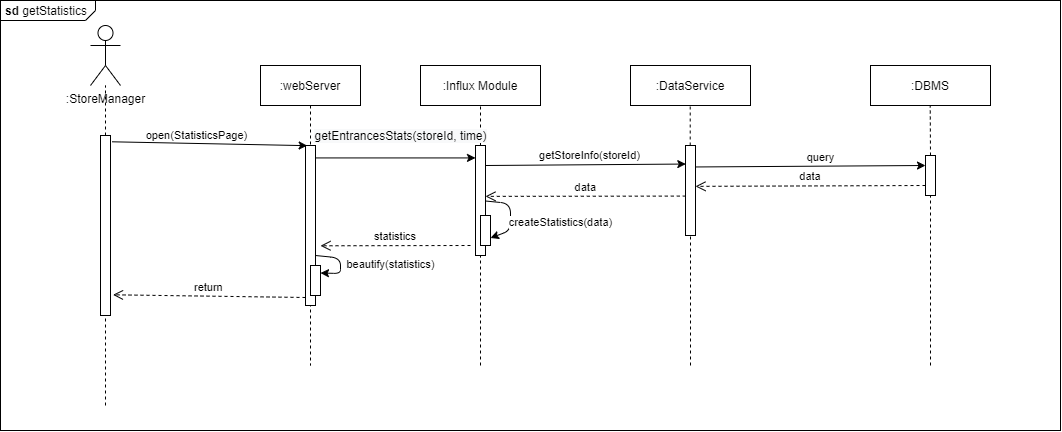 sd getStatistics
:StoreManager
:webServer
:Influx Module
:DataService
:DBMS
open(StatisticsPage)
getEntrancesStats(storeId, time)
getStoreInfo(storeId)
query
data
data
createStatistics(data)
statistics
beautify(statistics)
return